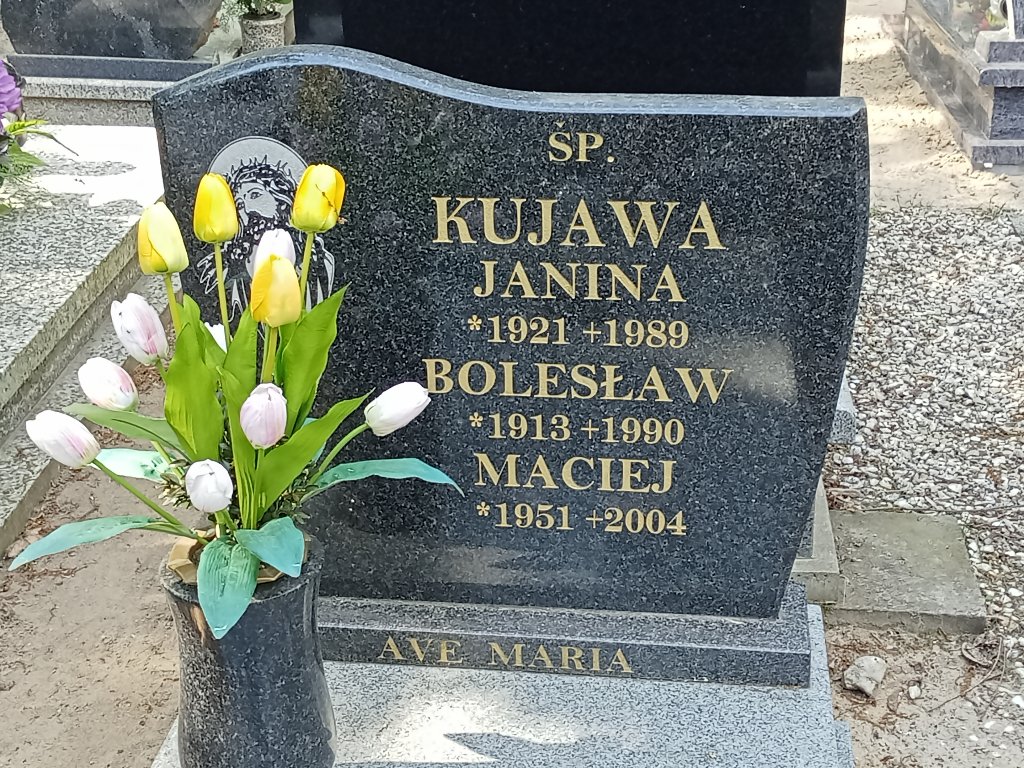 ŚP.
KUJAWA
JANINA
*1921 +1989
BOLESŁAW
*1913 +1990
MACIEJ
*1951 +2004
AVE MARIA